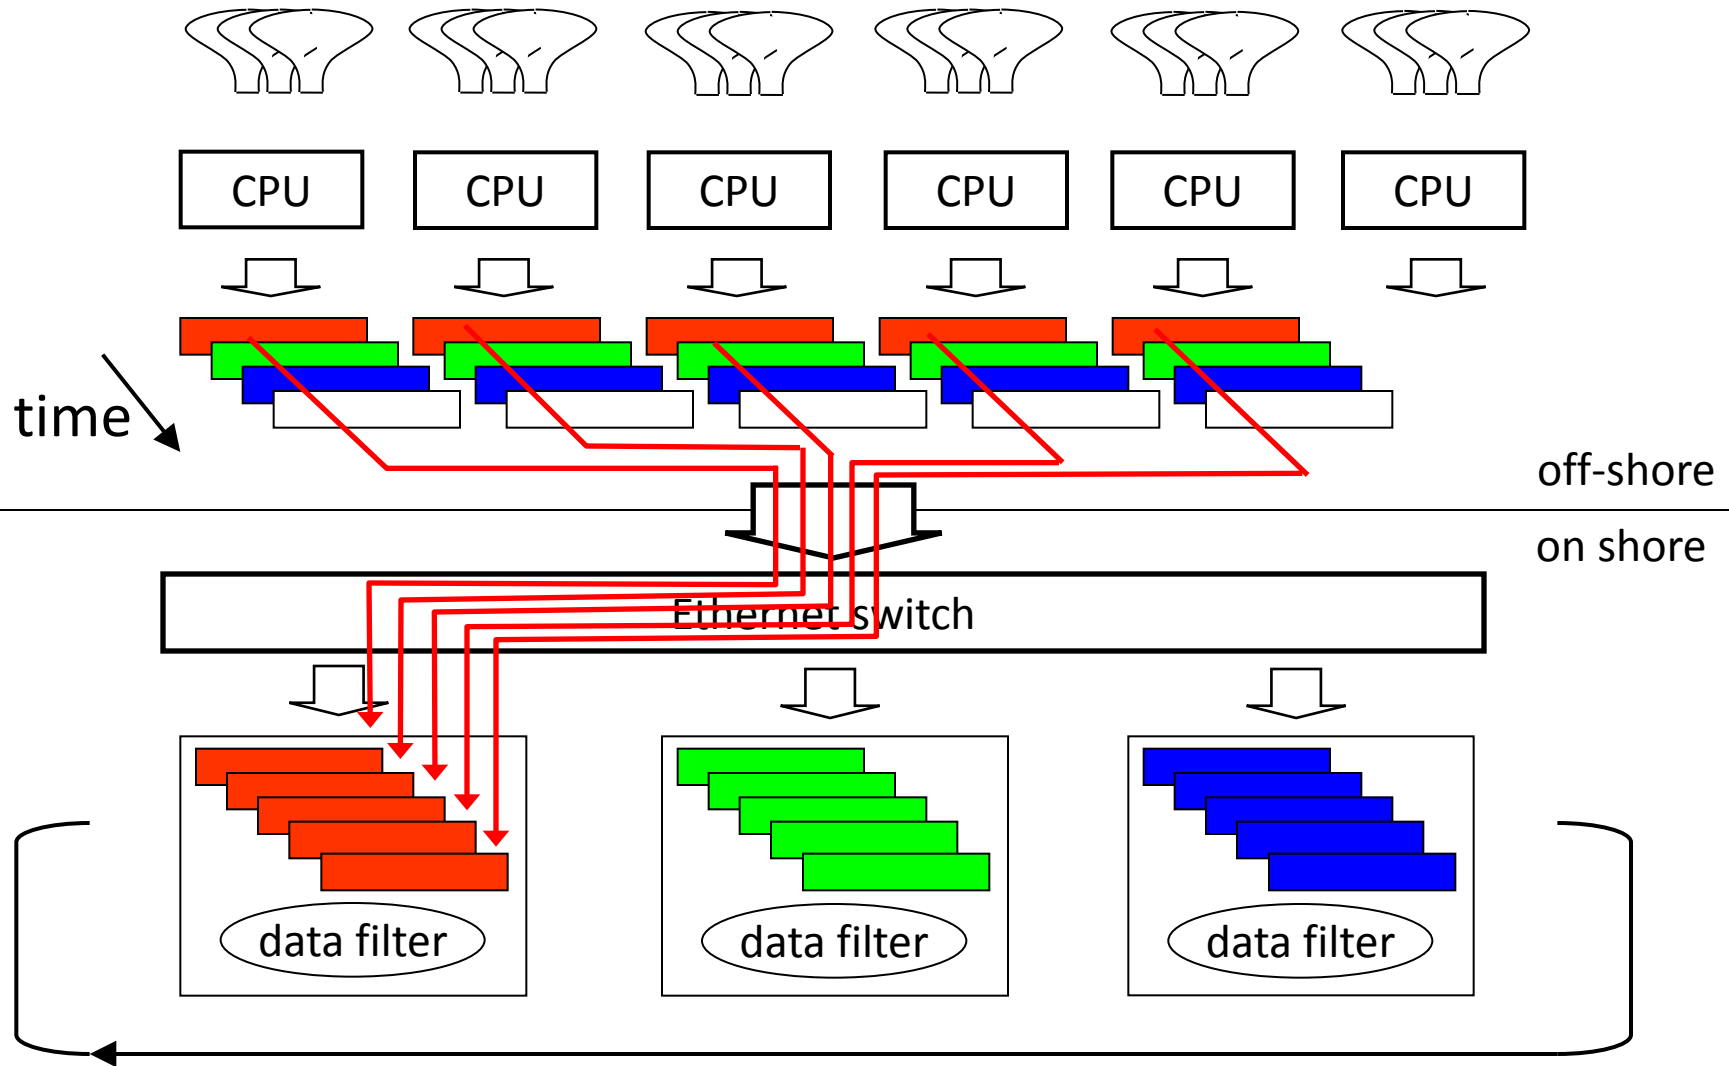 CPU CPU CPU CPU CPU CPU
time
off-shore
on shore
Ethernet switch
data filter data filter data filter